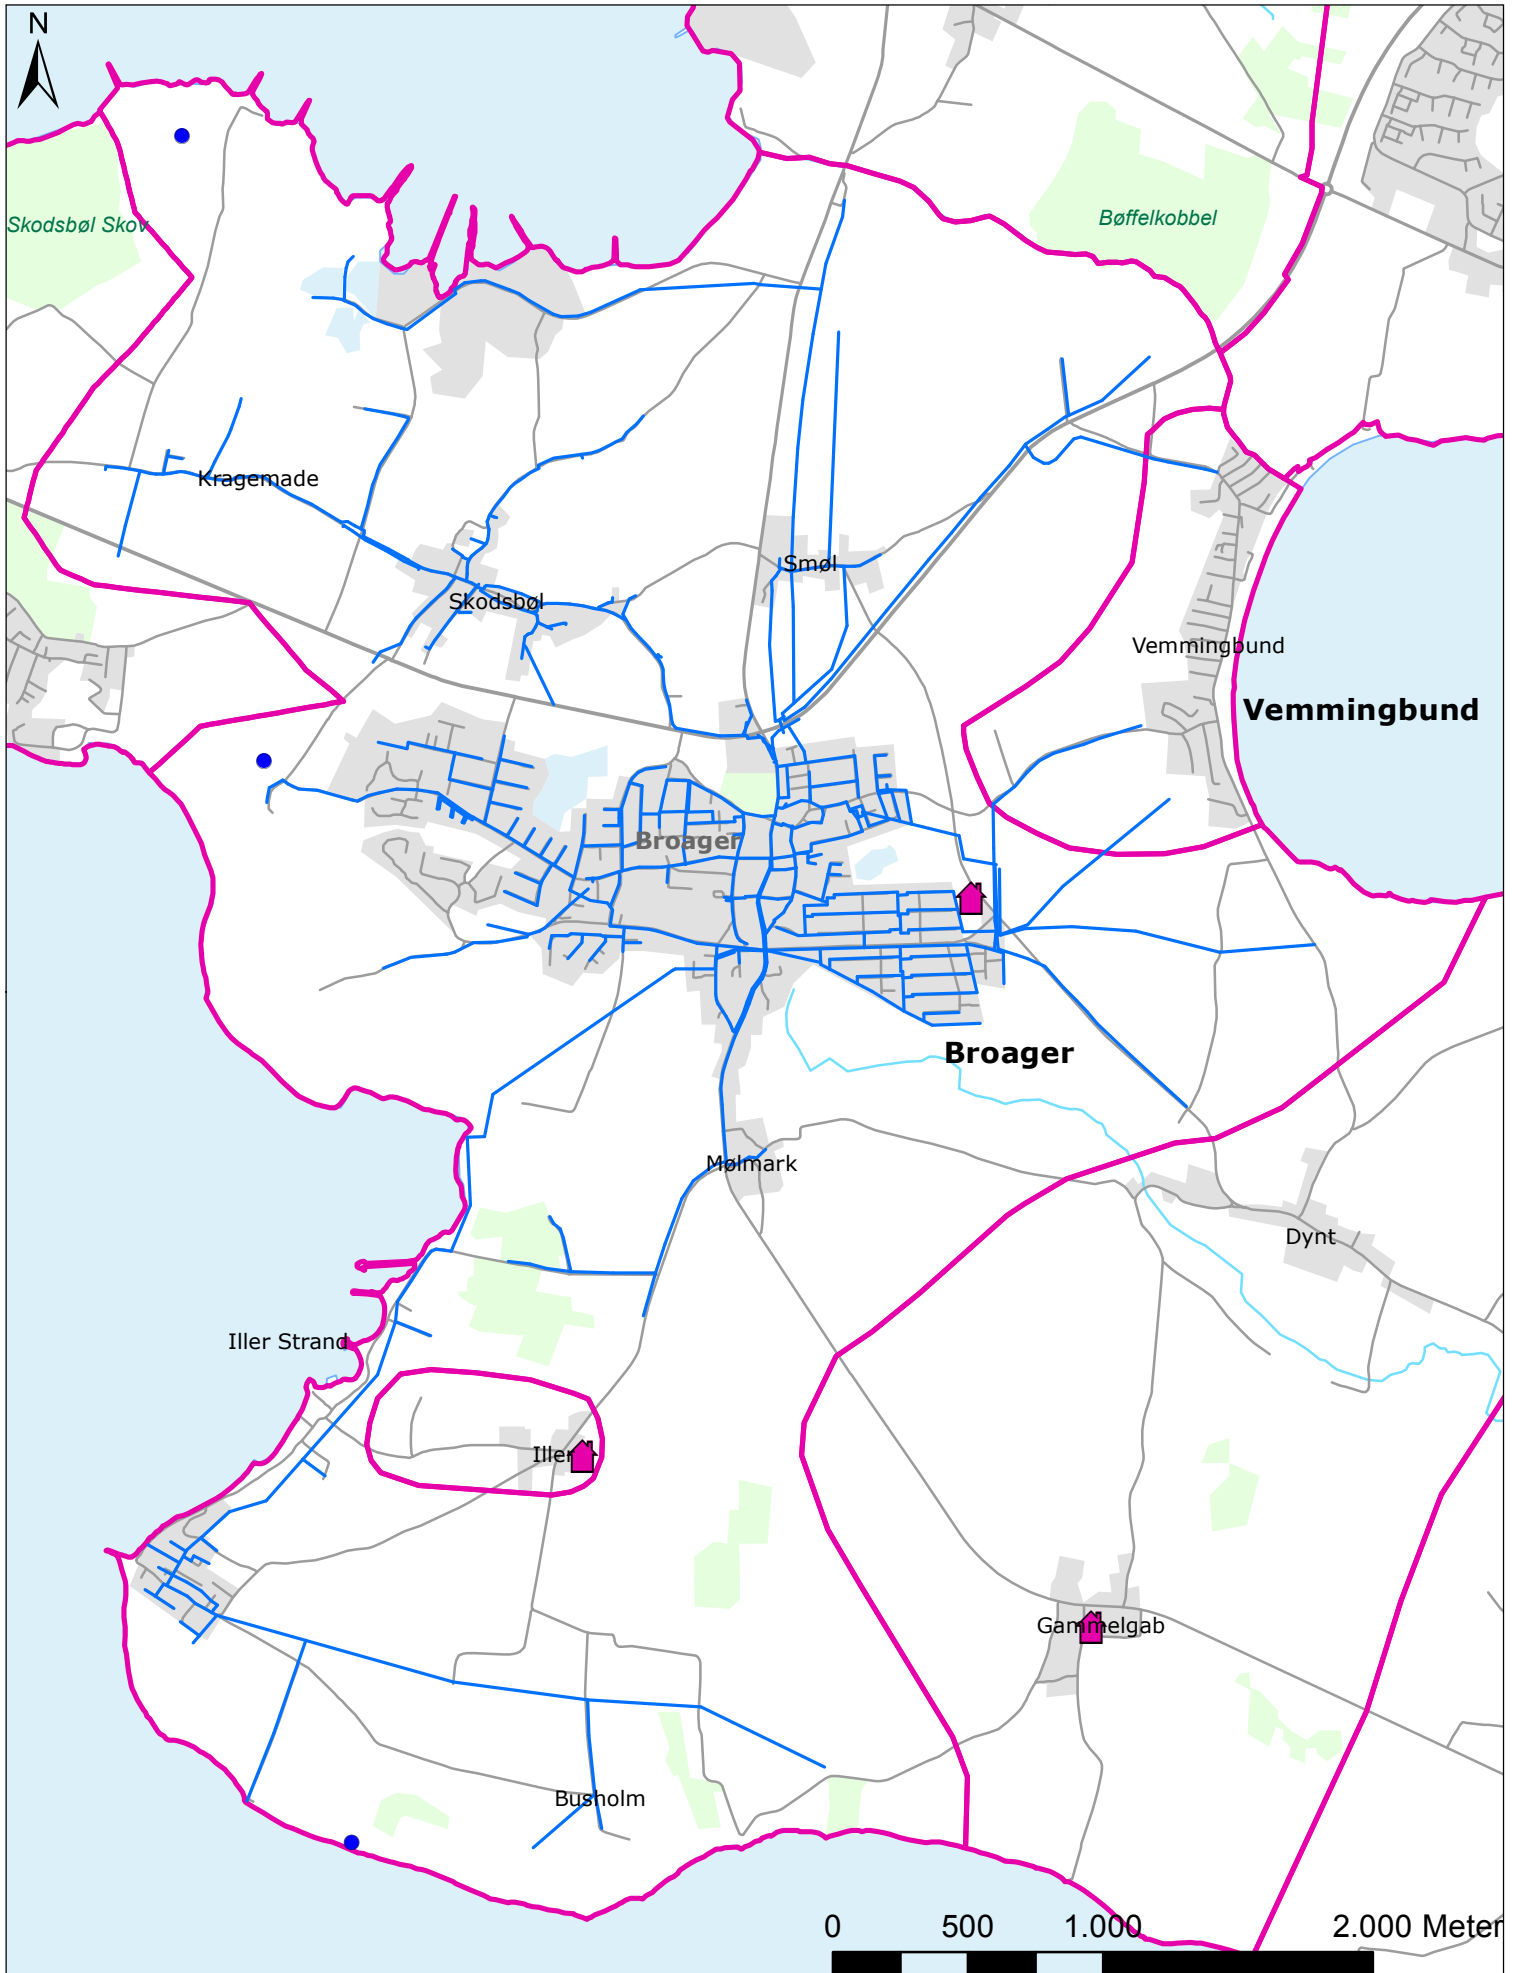 N
Skodsbøl Skov
Bøffelkobbel
Kragemade
Smøl
Skodsbøl
Vemmingbund
Vemmingbund
Broager
Broager
Mølmark
Dynt
Iller Strand
Iller
Gammelgab
Busholm
0 500 1.000 2.000 Meter